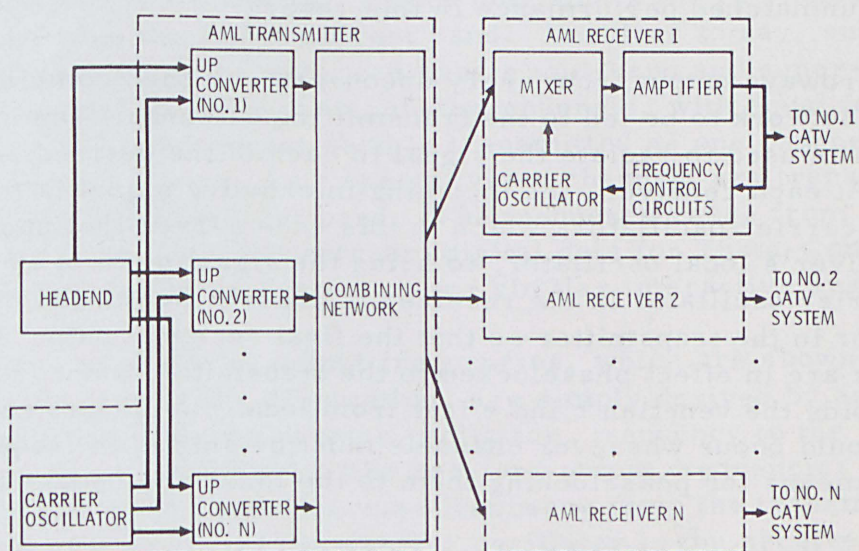 AML TRANSMITTER
UP
CONVERTER
(NO. 1)
HEADEND
UP
CONVERTER
(NO. 2)
COMBINING
NETWORK
CARRIER
OSCILLATOR
UP
CONVERTER
(NO. N)
AML RECEIVER
MIXER
AMPLIFIER
CARRIER
OSCILLATOR
FREQUENCY
CONTROL
CIRCUITS
TO NO. 1
CATV
SYSTEM
AML RECEIVER 2
TO NO. 2
CATV
SYSTEM
AML RECEIVER N
TO NO. N
CATV
SYSTEM